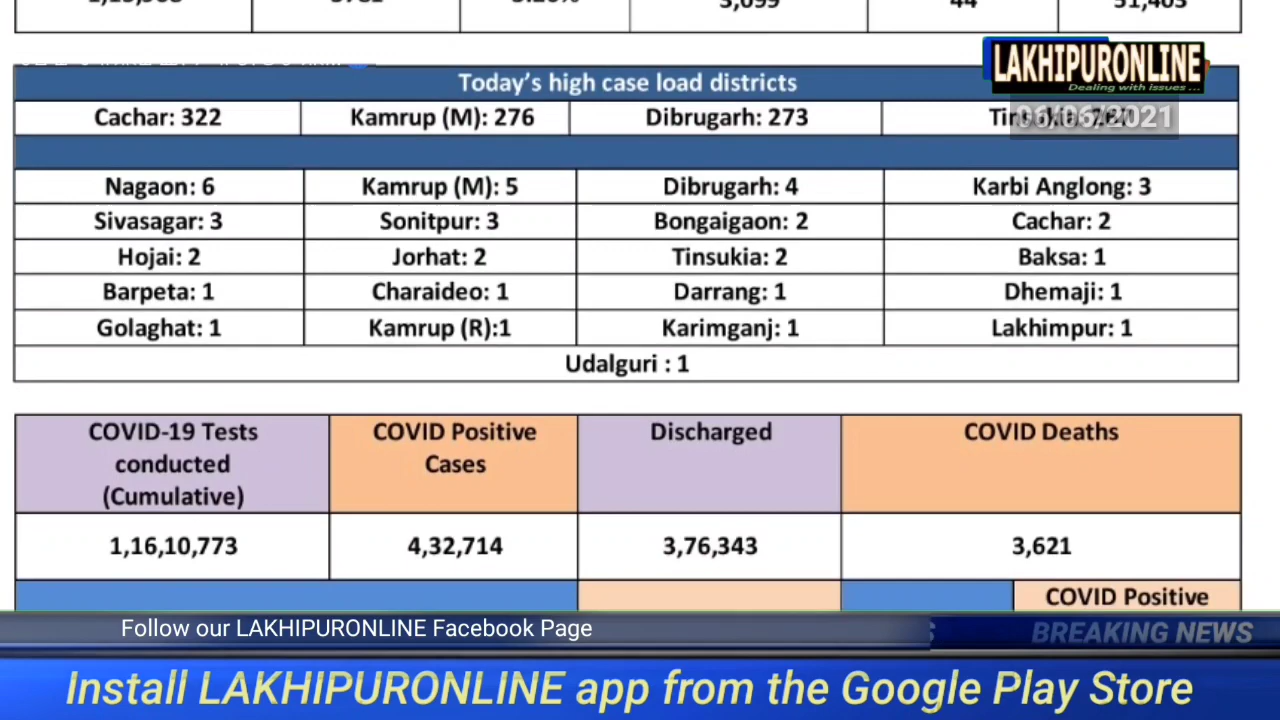 3,099 44 51,403
LAKHIPURONLINE
Dealing with issues ...
Today's high case load districts
06/06/2021
Cachar: 322 Kamrup (M): 276 Dibrugarh: 273
Nagaon: 6 Kamrup (M): 5 Dibrugarh: 4 Karbi Anglong: 3
Sivasagar: 3 Sonitpur: 3 Bongaigaon: 2 Cachar: 2
Hojai: 2 Jorhat: 2 Tinsukia: 2 Baksa: 1
Barpeta: 1 Charaideo: 1 Darrang: 1 Dhemaji: 1
Golaghat: 1 Kamrup (R):1 Karimganj: 1 Lakhimpur: 1
Udalguri : 1
COVID-19 Tests conducted (Cumulative) COVID Positive Cases Discharged COVID Deaths
1,16,10,773 4,32,714 3,76,343 3,621
COVID Positive
Follow our LAKHIPURONLINE Facebook Page
BREAKING NEWS
Install LAKHIPURONLINE app from the Google Play Store